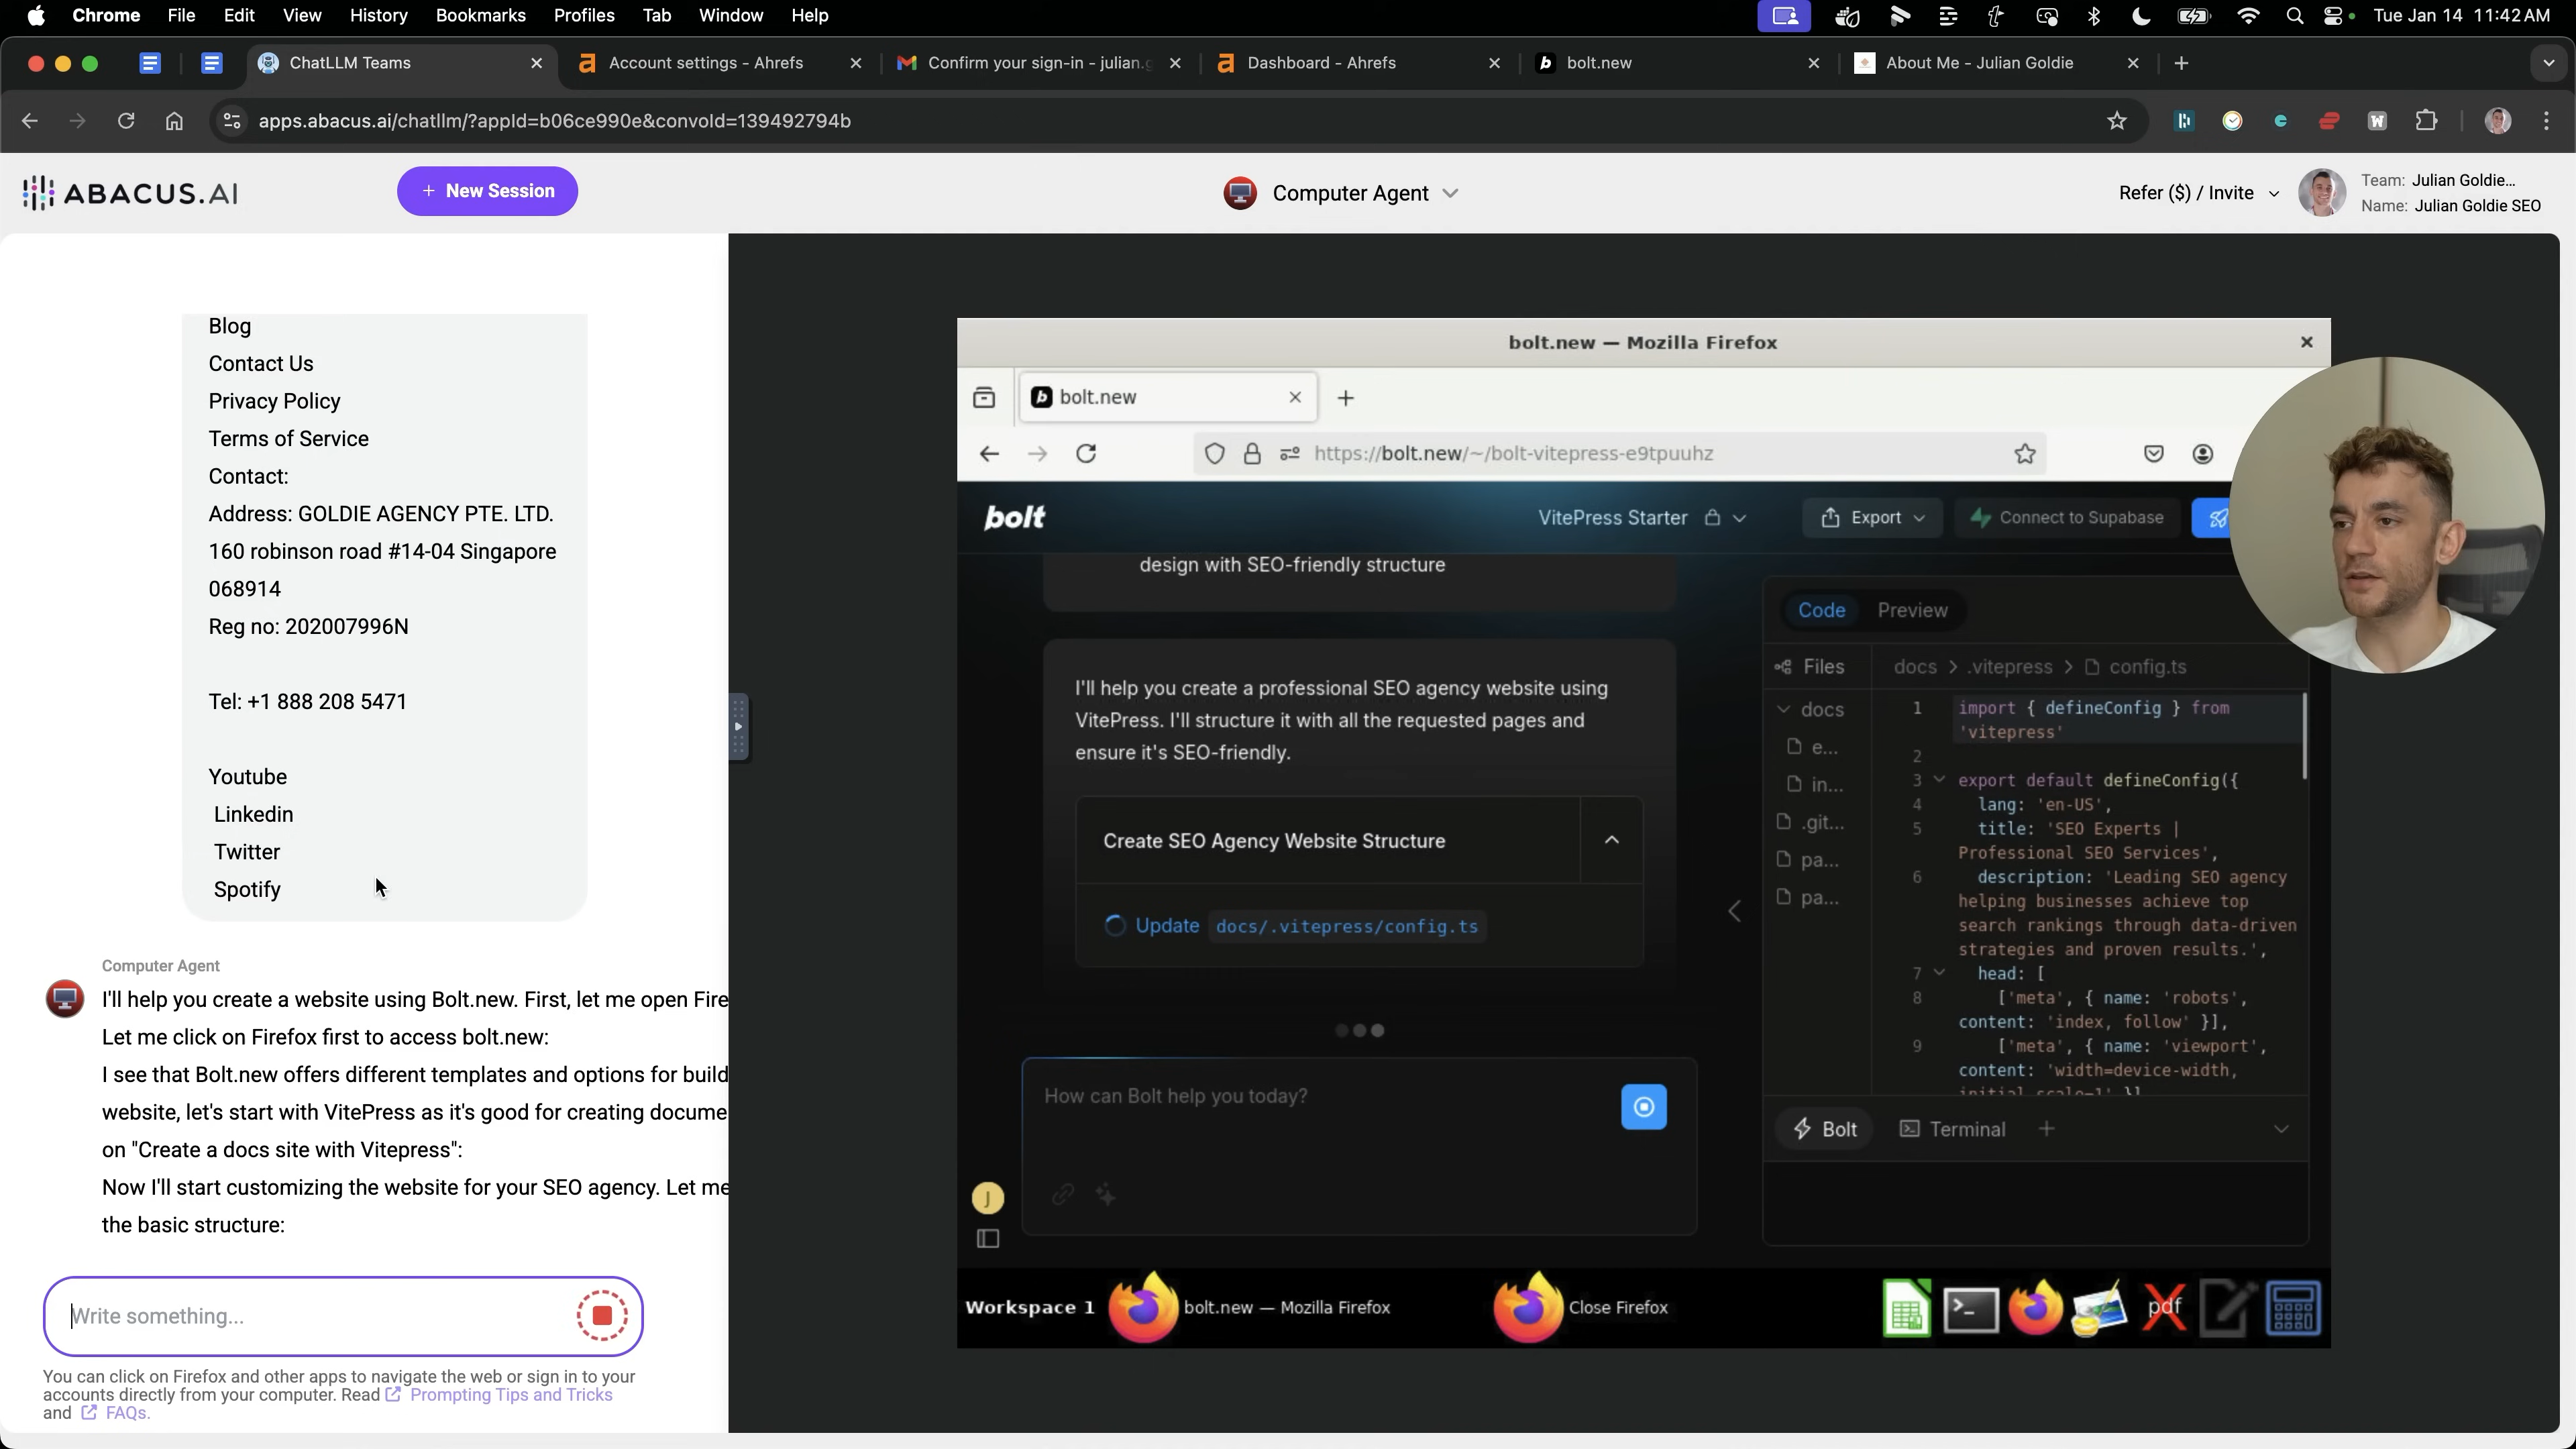 Chrome File Edit View History Bookmarks Profiles Tab Window Help
Tue Jan 14 11:42 AM
ChatLLM Teams
Account settings - Ahrefs
Confirm your sign-in - julian.g
Dashboard - Ahrefs
bolt.new
About Me - Julian Goldie
apps.abacus.ai/chatllm/?appId=b06ce990e&convoId=139492794b
ABACUS.AI
+ New Session
Computer Agent
Refer ($) / Invite
Team: Julian Goldie...
Name: Julian Goldie SEO
Blog
Contact Us
Privacy Policy
Terms of Service
Contact:
Address: GOLDIE AGENCY PTE. LTD.
160 robinson road #14-04 Singapore
068914
Reg no: 202007996N
Tel: +1 888 208 5471
Youtube
Linkedin
Twitter
Spotify
Computer Agent
I'll help you create a website using Bolt.new. First, let me open Fire
Let me click on Firefox first to access bolt.new:
I see that Bolt.new offers different templates and options for build
website, let's start with VitePress as it's good for creating docume
on "Create a docs site with Vitepress":
Now I'll start customizing the website for your SEO agency. Let me
the basic structure:
Write something...
You can click on Firefox and other apps to navigate the web or sign in to your
accounts directly from your computer. Read Prompting Tips and Tricks
and FAQs.
bolt.new — Mozilla Firefox
bolt.new
https://bolt.new/~/bolt-vitepress-e9tpuuhz
bolt
VitePress Starter
Export
Connect to Supabase
design with SEO-friendly structure
I'll help you create a professional SEO agency website using
VitePress. I'll structure it with all the requested pages and
ensure it's SEO-friendly.
Create SEO Agency Website Structure
Update docs/.vitepress/config.ts
How can Bolt help you today?
J
Code Preview
Files
docs
e...
in...
.git...
pa...
pa...
docs > .vitepress > config.ts
1 import { defineConfig } from
'vitepress'
2
3 export default defineConfig({
4 lang: 'en-US',
5 title: 'SEO Experts |
Professional SEO Services',
6 description: 'Leading SEO agency
helping businesses achieve top
search rankings through data-driven
strategies and proven results.',
7 head: [
8 ['meta', { name: 'robots',
content: 'index, follow' }],
9 ['meta', { name: 'viewport',
content: 'width=device-width,
initial-scale=1' }],
Bolt
Terminal
Workspace 1
bolt.new — Mozilla Firefox
Close Firefox
pdf